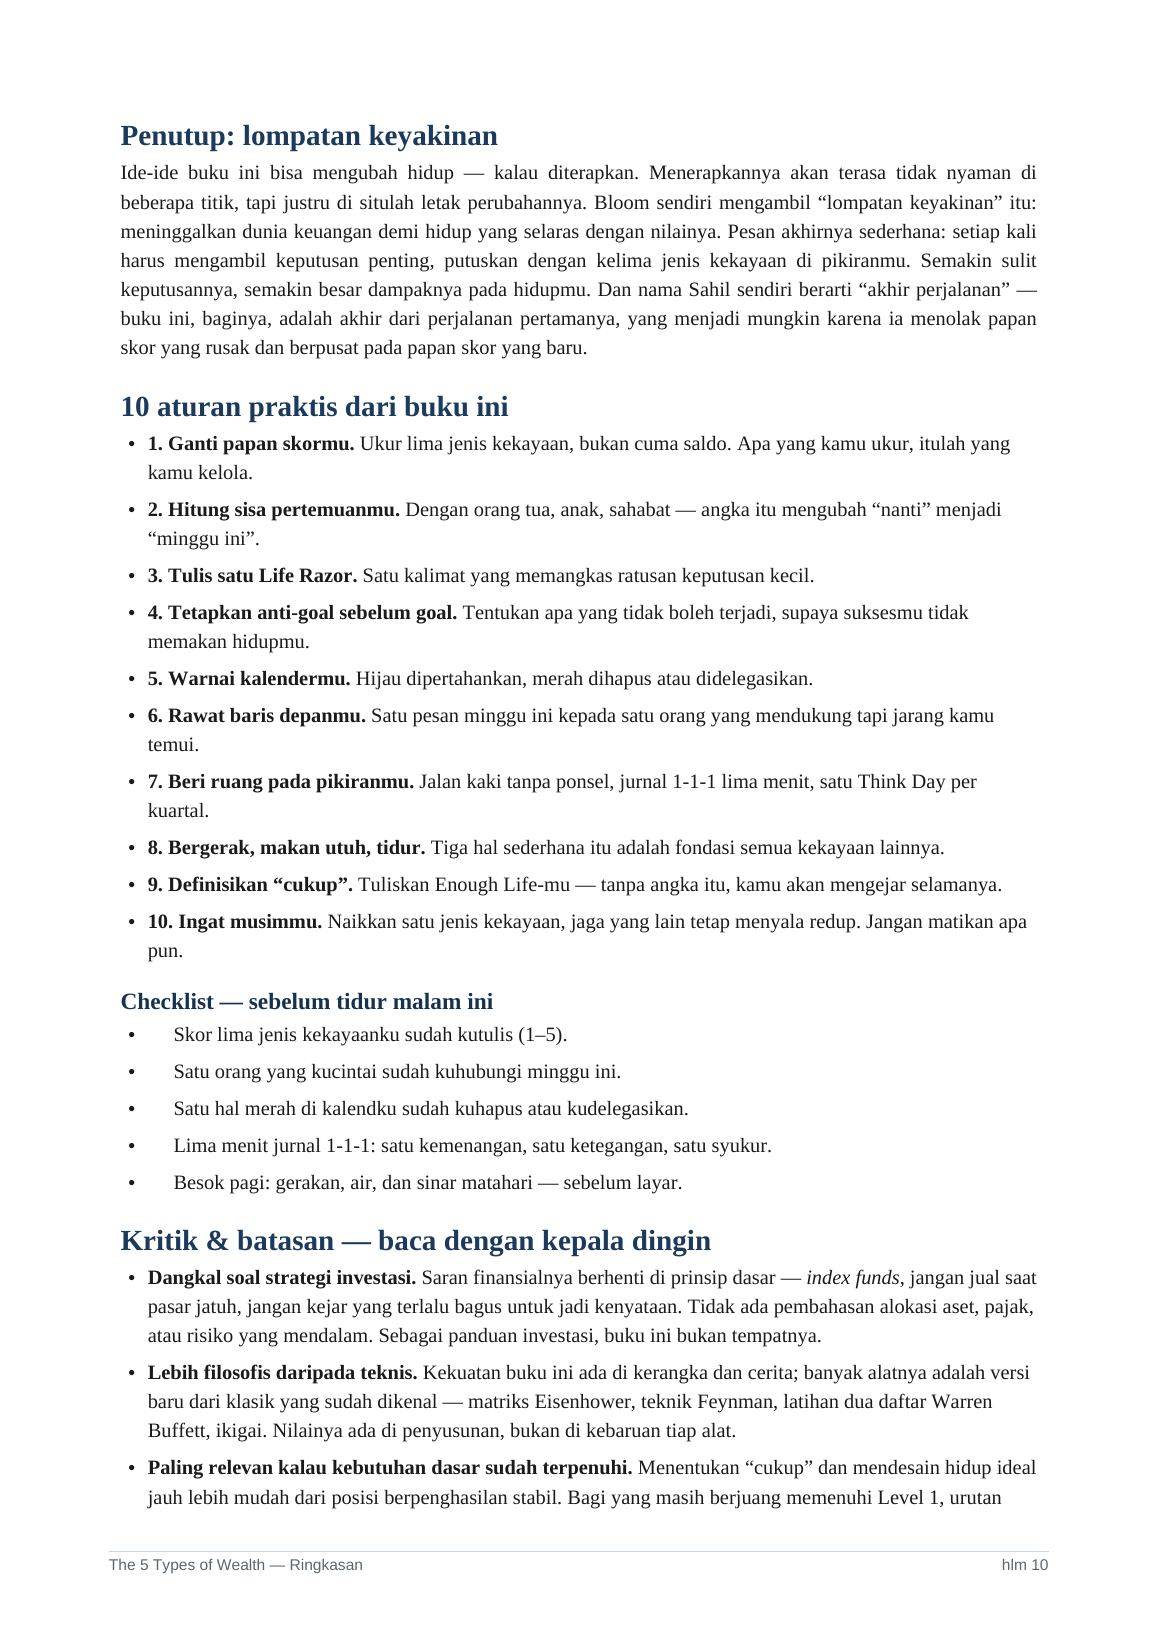 Penutup: lompatan keyakinan
Ide-ide buku ini bisa mengubah hidup — kalau diterapkan. Menerapkannya akan terasa tidak nyaman di
beberapa titik, tapi justru di situlah letak perubahannya. Bloom sendiri mengambil “lompatan keyakinan” itu:
meninggalkan dunia keuangan demi hidup yang selaras dengan nilainya. Pesan akhirnya sederhana: setiap kali
harus mengambil keputusan penting, putuskan dengan kelima jenis kekayaan di pikiranmu. Semakin sulit
keputusannya, semakin besar dampaknya pada hidupmu. Dan nama Sahil sendiri berarti “akhir perjalanan” —
buku ini, baginya, adalah akhir dari perjalanan pertamanya, yang menjadi mungkin karena ia menolak papan
skor yang rusak dan berpusat pada papan skor yang baru.
10 aturan praktis dari buku ini
• 1. Ganti papan skormu. Ukur lima jenis kekayaan, bukan cuma saldo. Apa yang kamu ukur, itulah yang
kamu kelola.
• 2. Hitung sisa pertemuanmu. Dengan orang tua, anak, sahabat — angka itu mengubah “nanti” menjadi
“minggu ini”.
• 3. Tulis satu Life Razor. Satu kalimat yang memangkas ratusan keputusan kecil.
• 4. Tetapkan anti-goal sebelum goal. Tentukan apa yang tidak boleh terjadi, supaya suksesmu tidak
memakan hidupmu.
• 5. Warnai kalendermu. Hijau dipertahankan, merah dihapus atau didelegasikan.
• 6. Rawat baris depanmu. Satu pesan minggu ini kepada satu orang yang mendukung tapi jarang kamu
temui.
• 7. Beri ruang pada pikiranmu. Jalan kaki tanpa ponsel, jurnal 1-1-1 lima menit, satu Think Day per
kuartal.
• 8. Bergerak, makan utuh, tidur. Tiga hal sederhana itu adalah fondasi semua kekayaan lainnya.
• 9. Definisikan “cukup”. Tuliskan Enough Life-mu — tanpa angka itu, kamu akan mengejar selamanya.
• 10. Ingat musimmu. Naikkan satu jenis kekayaan, jaga yang lain tetap menyala redup. Jangan matikan apa
pun.
Checklist — sebelum tidur malam ini
• Skor lima jenis kekayaanku sudah kutulis (1–5).
• Satu orang yang kucintai sudah kuhubungi minggu ini.
• Satu hal merah di kalendku sudah kuhapus atau kudelegasikan.
• Lima menit jurnal 1-1-1: satu kemenangan, satu ketegangan, satu syukur.
• Besok pagi: gerakan, air, dan sinar matahari — sebelum layar.
Kritik & batasan — baca dengan kepala dingin
• Dangkal soal strategi investasi. Saran finansialnya berhenti di prinsip dasar — index funds, jangan jual saat
pasar jatuh, jangan kejar yang terlalu bagus untuk jadi kenyataan. Tidak ada pembahasan alokasi aset, pajak,
atau risiko yang mendalam. Sebagai panduan investasi, buku ini bukan tempatnya.
• Lebih filosofis daripada teknis. Kekuatan buku ini ada di kerangka dan cerita; banyak alatnya adalah versi
baru dari klasik yang sudah dikenal — matriks Eisenhower, teknik Feynman, latihan dua daftar Warren
Buffett, ikigai. Nilainya ada di penyusunan, bukan di kebaruan tiap alat.
• Paling relevan kalau kebutuhan dasar sudah terpenuhi. Menentukan “cukup” dan mendesain hidup ideal
jauh lebih mudah dari posisi berpenghasilan stabil. Bagi yang masih berjuang memenuhi Level 1, urutan
The 5 Types of Wealth — Ringkasan
hlm 10